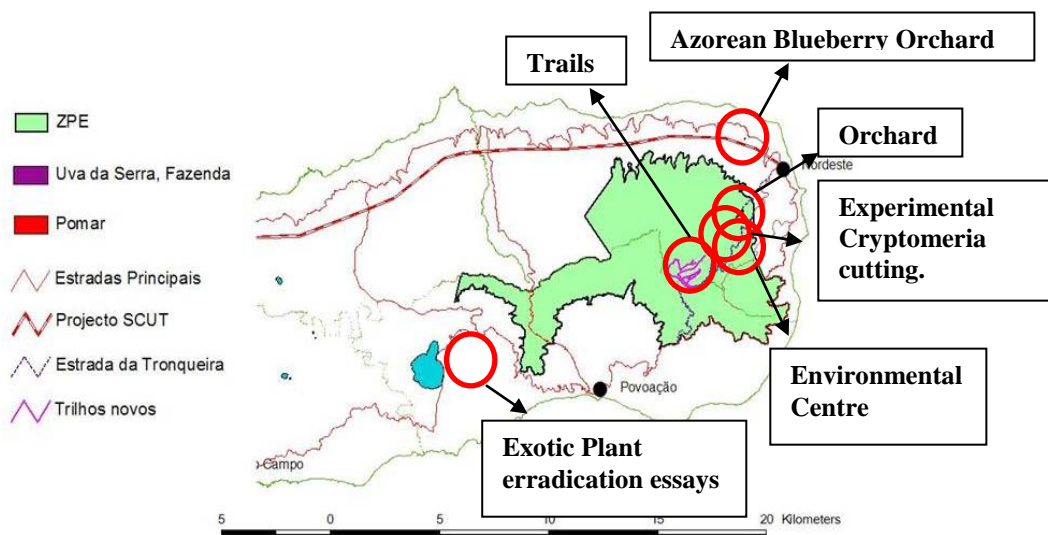 Azorean Blueberry Orchard
Trails
ZPE
Orchard
Uva da Serra, Fazenda
Nordeste
Pomar
Experimental
Cryptomeria
cutting.
Estradas Principais
Projecto SCUT
Estrada da Tronqueira
Environmental
Centre
Povoação
Trilhos novos
Exotic Plant
erradication essays
o-Campo
5 0 5 10 15 20 Kilometers